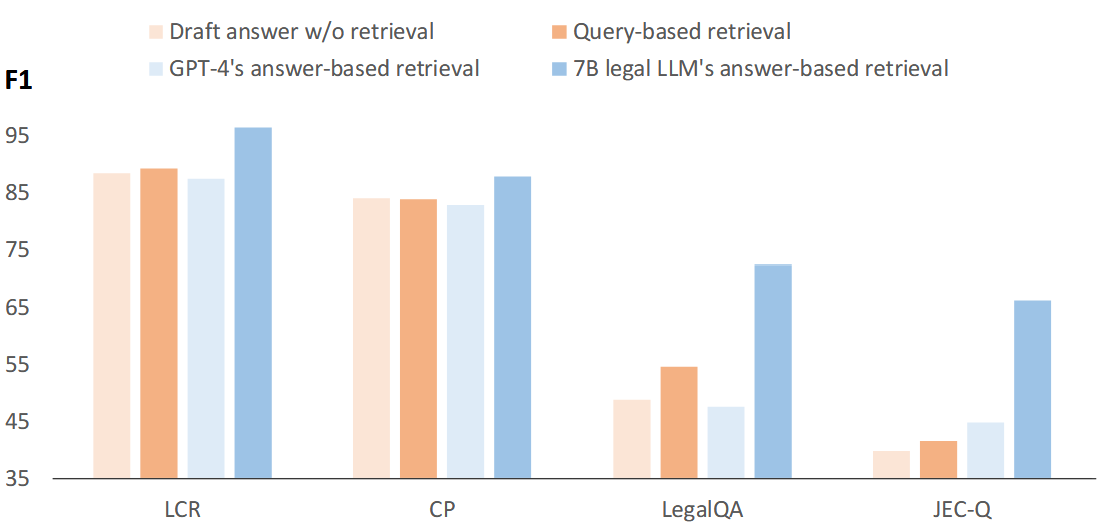 Draft answer w/o retrieval
Query-based retrieval
GPT-4's answer-based retrieval
7B legal LLM's answer-based retrieval
F1
95
85
75
65
55
45
35
LCR
CP
LegalQA
JEC-Q